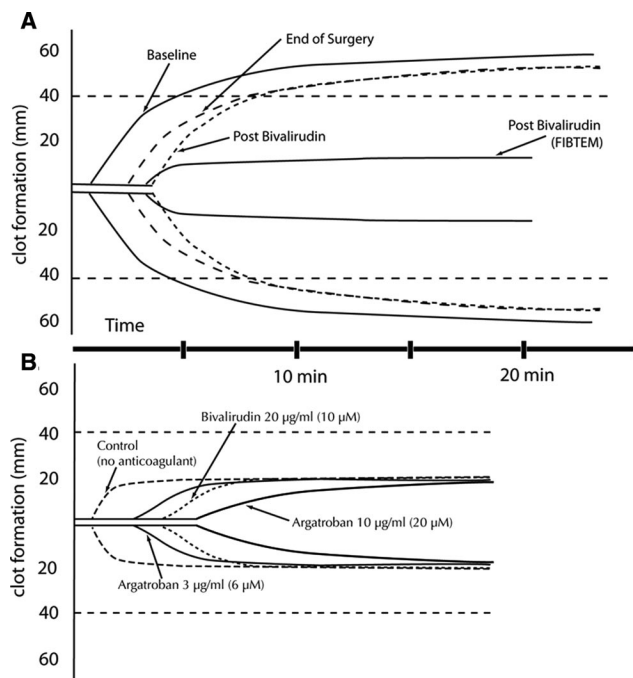 A
60
40
20
20
40
60
clot formation (mm)
Baseline
End of Surgery
Post Bivalirudin
Post Bivalirudin
(FIBTEM)
Time
10 min
20 min
B
60
40
20
20
40
60
clot formation (mm)
Bivalirudin 20 µg/ml (10 µM)
Control
(no anticoagulant)
Argatroban 10 µg/ml (20 µM)
Argatroban 3 µg/ml (6 µM)